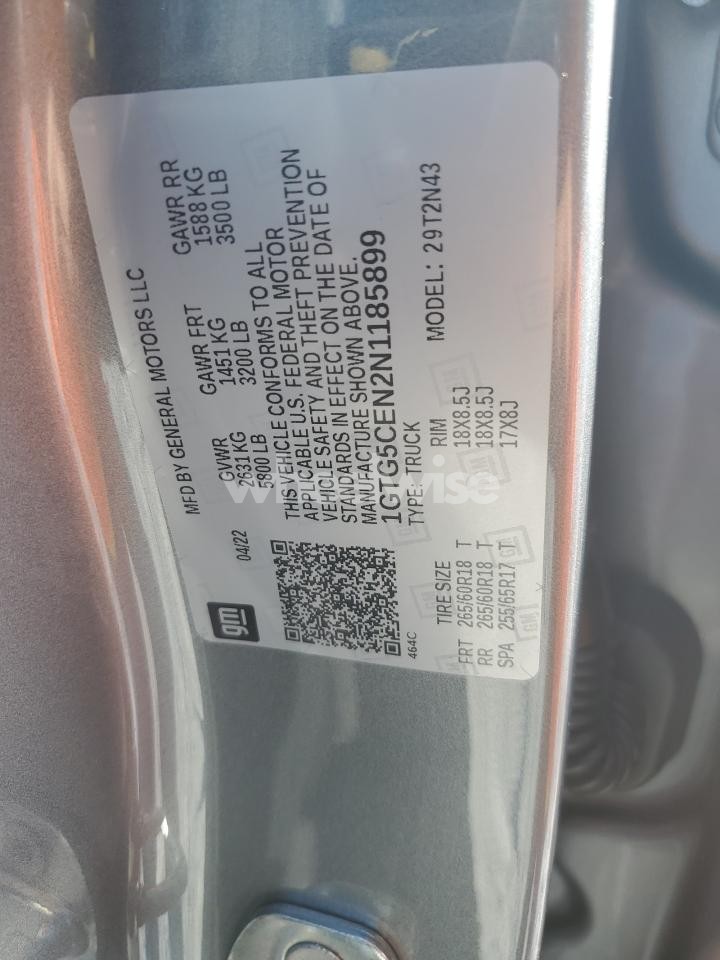 MFD BY GENERAL MOTORS LLC
04/22
GVWR
2631 KG
5800 LB
GAWR FRT
1451 KG
3200 LB
GAWR RR
1588 KG
3500 LB
THIS VEHICLE CONFORMS TO ALL
APPLICABLE U.S. FEDERAL MOTOR
VEHICLE SAFETY AND THEFT PREVENTION
STANDARDS IN EFFECT ON THE DATE OF
MANUFACTURE SHOWN ABOVE.
1GTG5CEN2N1185899
TYPE: TRUCK
MODEL: 29T2N43
gm
464C
TIRE SIZE RIM
FRT 265/60R18 T 18X8.5J
RR 265/60R18 T 18X8.5J
SPA 255/65R17 T 17X8J